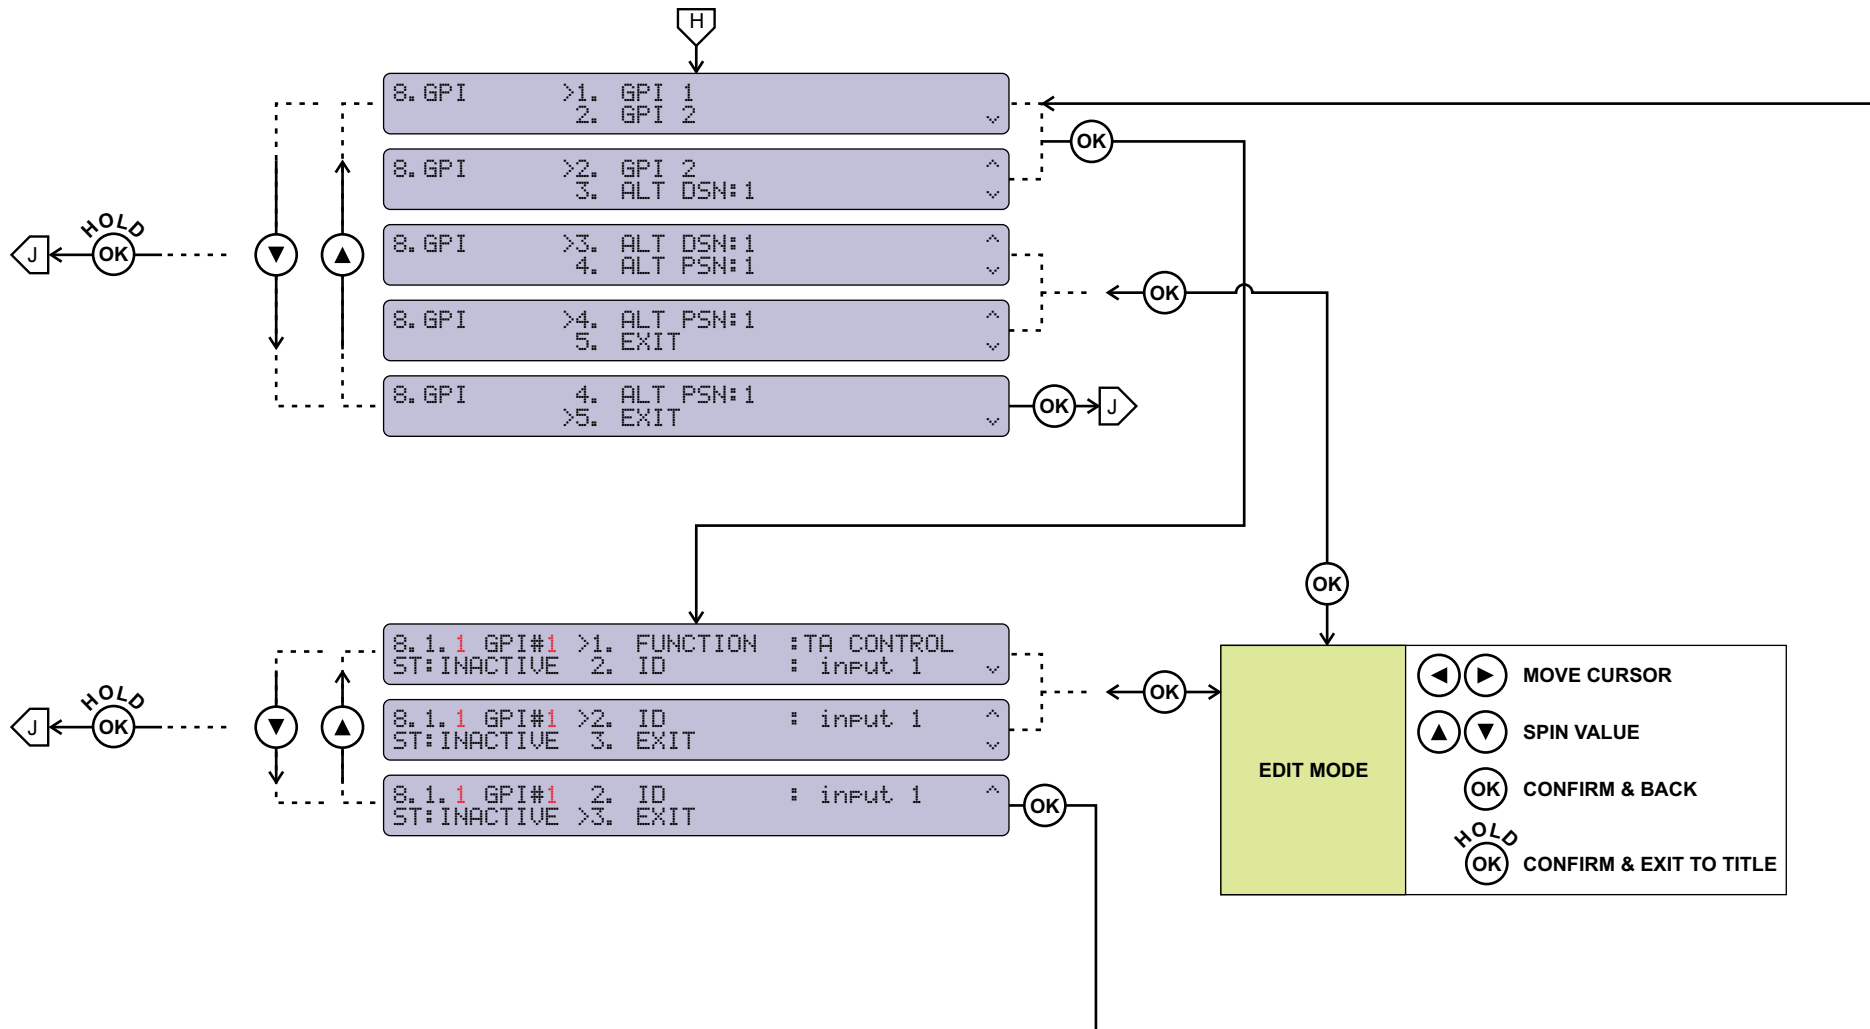 H
8.GPI >1. GPI 1
2. GPI 2
OK
8.GPI >2. GPI 2
3. ALT DSN:1
HOLD
J OK
8.GPI >3. ALT DSN:1
4. ALT PSN:1
OK
8.GPI >4. ALT PSN:1
5. EXIT
8.GPI 4. ALT PSN:1
>5. EXIT
OK J
OK
8.1.1 GPI#1 >1. FUNCTION :TA CONTROL
ST:INACTIVE 2. ID : input 1
OK
HOLD
J OK
8.1.1 GPI#1 >2. ID : input 1
ST:INACTIVE 3. EXIT
8.1.1 GPI#1 2. ID : input 1
ST:INACTIVE >3. EXIT
OK
EDIT MODE
MOVE CURSOR
SPIN VALUE
OK CONFIRM & BACK
HOLD
OK CONFIRM & EXIT TO TITLE